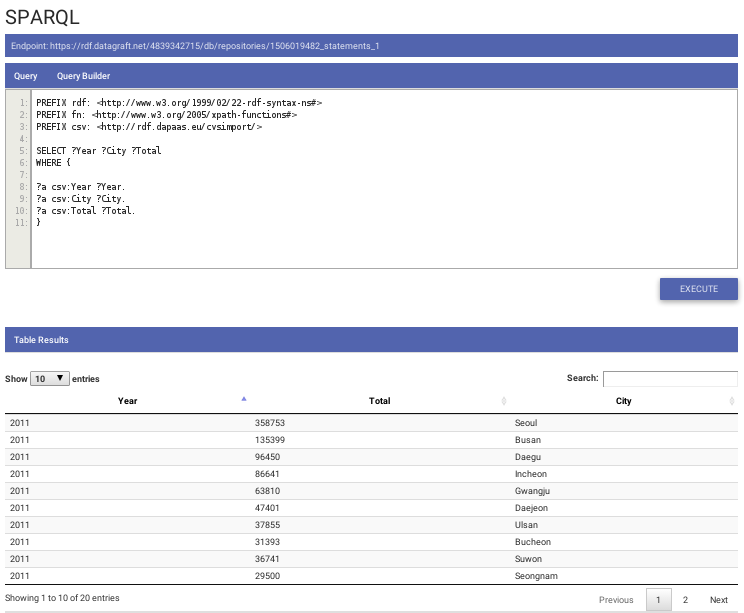 SPARQL
Endpoint: https://rdf.datagraft.net/4839342715/db/repositories/1506019482_statements_1
Query Query Builder
1: PREFIX rdf: <http://www.w3.org/1999/02/22-rdf-syntax-ns#>
2: PREFIX fn: <http://www.w3.org/2005/xpath-functions#>
3: PREFIX csv: <http://rdf.dapaas.eu/cvsimport/>
4:
5: SELECT ?Year ?City ?Total
6: WHERE {
7:
8: ?a csv:Year ?Year.
9: ?a csv:City ?City.
10: ?a csv:Total ?Total.
11: }
EXECUTE
Table Results
Show 10 entries Search:
Year Total City
2011 358753 Seoul
2011 135399 Busan
2011 96450 Daegu
2011 86641 Incheon
2011 63810 Gwangju
2011 47401 Daejeon
2011 37855 Ulsan
2011 31393 Bucheon
2011 36741 Suwon
2011 29500 Seongnam
Showing 1 to 10 of 20 entries Previous 1 2 Next